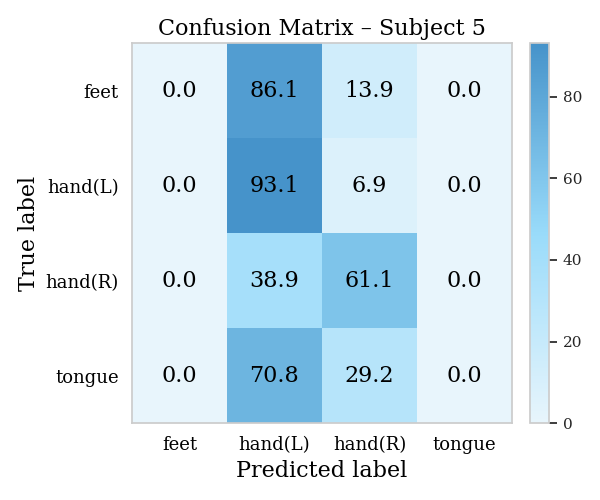 Confusion Matrix – Subject 5
True label
feet 0.0 86.1 13.9 0.0
hand(L) 0.0 93.1 6.9 0.0
hand(R) 0.0 38.9 61.1 0.0
tongue 0.0 70.8 29.2 0.0
feet hand(L) hand(R) tongue
Predicted label
80
60
40
20
0